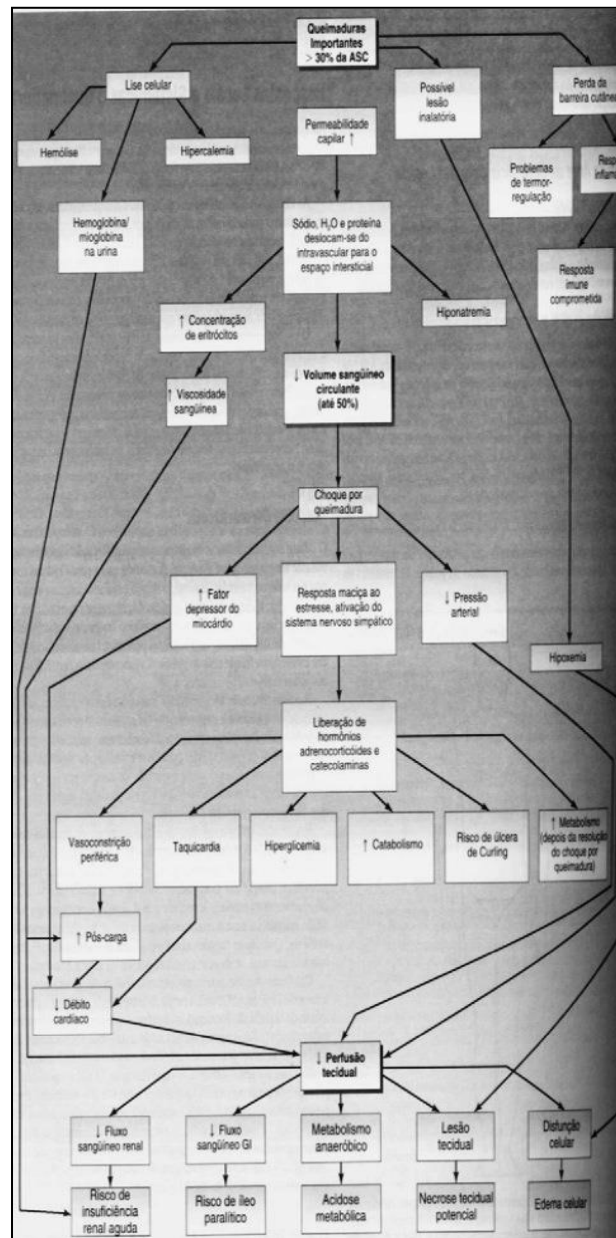 Queimaduras
Importantes
> 30% da ASC
Lise celular
Possível
lesão
inalatória
Perda da
barreira cutâne
Hemólise
Hipercalemia
Permeabilidade
capilar ↑
Problemas
de termor-
regulação
Resp
inflam
Hemoglobina/
mioglobina
na urina
Sódio, H₂O e proteína
deslocam-se do
intravascular para o
espaço intersticial
Resposta
imune
comprometida
↑ Concentração
de eritrócitos
Hiponatremia
↑ Viscosidade
sangüínea
↓ Volume sangüíneo
circulante
(até 50%)
Choque por
queimadura
↑ Fator
depressor do
miocárdio
Resposta maciça ao
estresse, ativação do
sistema nervoso simpático
↓ Pressão
arterial
Hipoxemia
Liberação de
hormônios
adrenocorticóides e
catecolaminas
Vasoconstrição
periférica
Taquicardia
Hiperglicemia
↑ Catabolismo
Risco de úlcera
de Curling
↑ Metabolismo
(depois da resolução
do choque por
queimadura)
↑ Pós-carga
↓ Débito
cardíaco
↓ Perfusão
tecidual
↓ Fluxo
sangüíneo renal
↓ Fluxo
sangüíneo GI
Metabolismo
anaeróbico
Lesão
tecidual
Disfunção
celular
Risco de
insuficiência
renal aguda
Risco de íleo
paralítico
Acidose
metabólica
Necrose tecidual
potencial
Edema celular